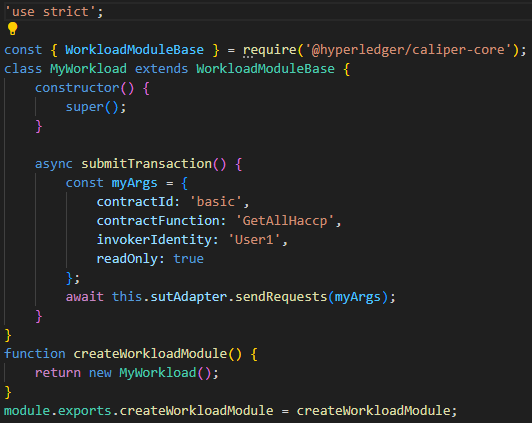 'use strict';
const { WorkloadModuleBase } = require('@hyperledger/caliper-core');
class MyWorkload extends WorkloadModuleBase {
    constructor() {
        super();
    }
    async submitTransaction() {
        const myArgs = {
            contractId: 'basic',
            contractFunction: 'GetAllHaccp',
            invokerIdentity: 'User1',
            readOnly: true
        };
        await this.sutAdapter.sendRequests(myArgs);
    }
}
function createWorkloadModule() {
    return new MyWorkload();
}
module.exports.createWorkloadModule = createWorkloadModule;